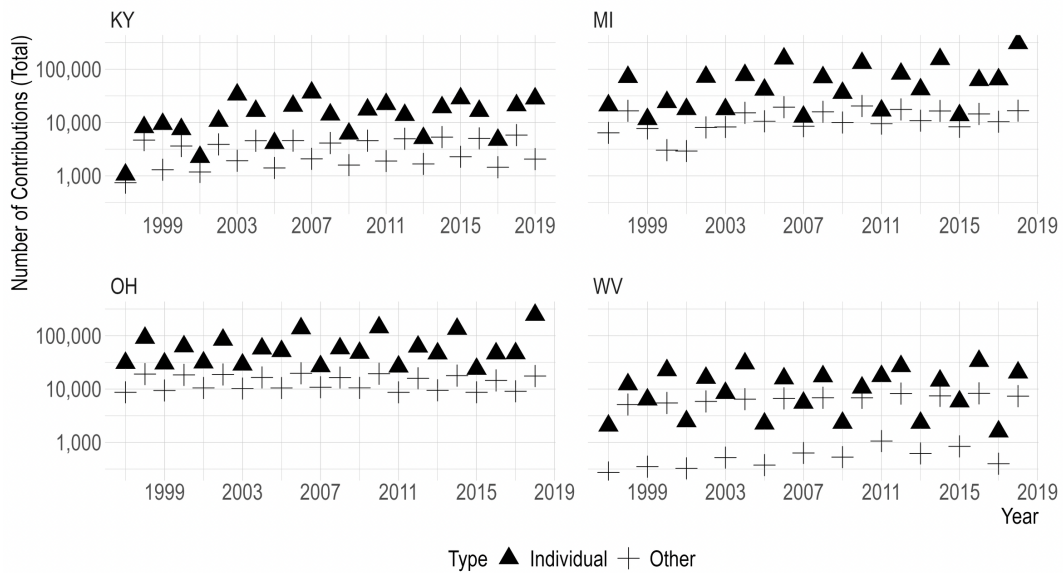 KY
MI
Number of Contributions (Total)
100,000
10,000
1,000
1999 2003 2007 2011 2015 2019
1999 2003 2007 2011 2015 2019
OH
WV
100,000
10,000
1,000
1999 2003 2007 2011 2015 2019
1999 2003 2007 2011 2015 2019
Year
Type Individual Other